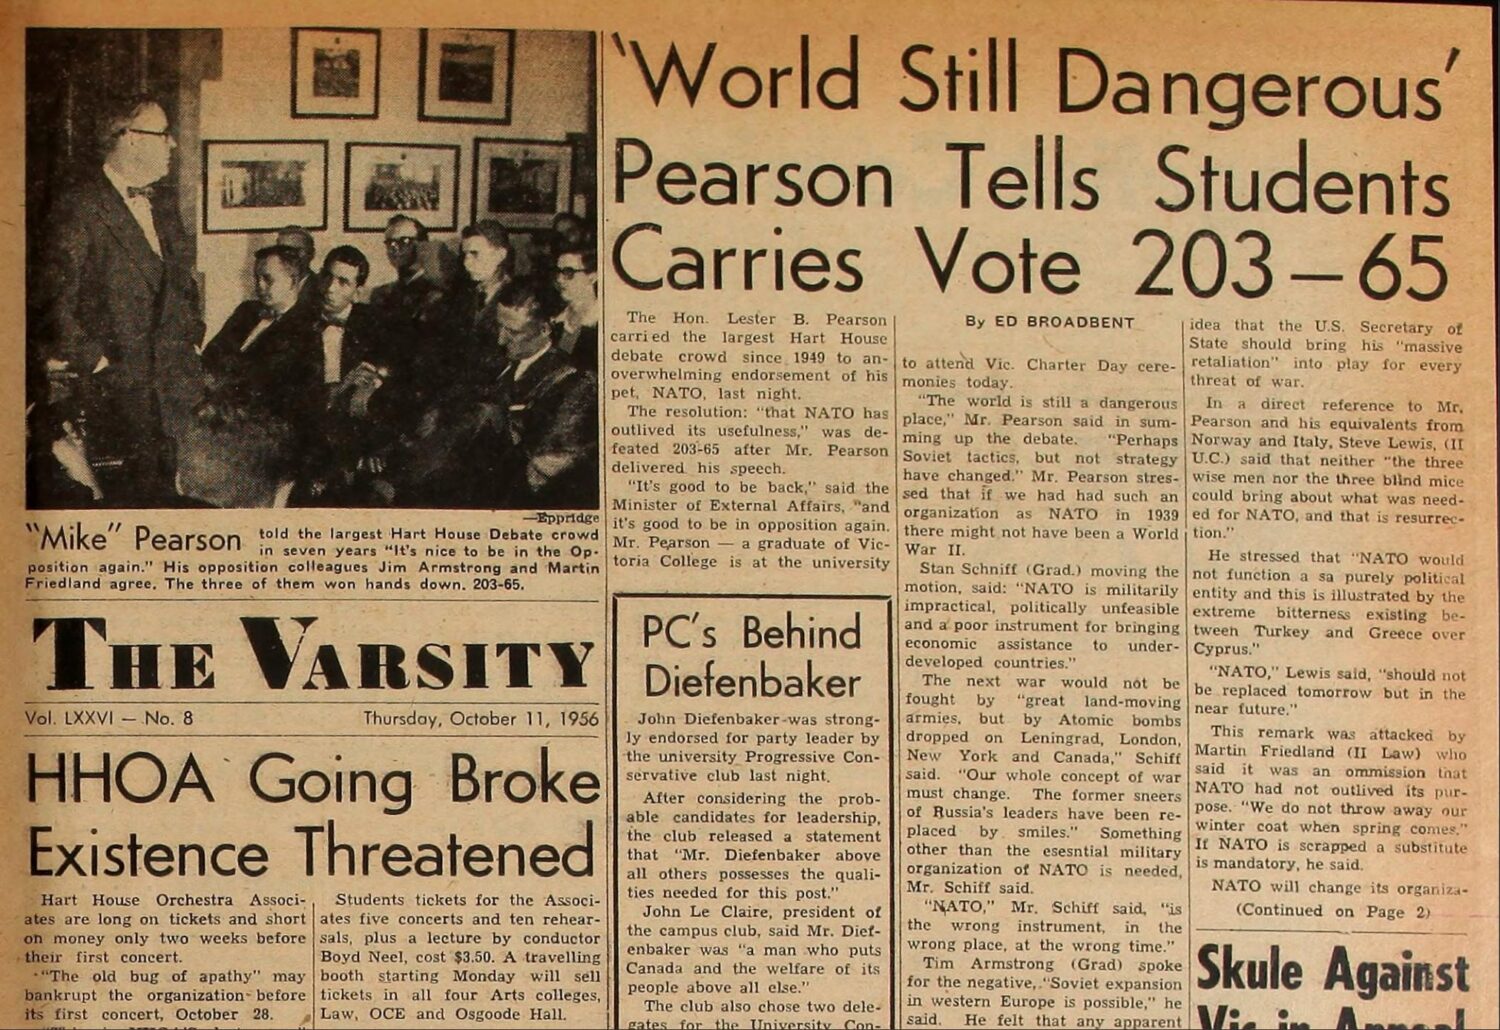 —Eppridge
"Mike" Pearson told the largest Hart House Debate crowd
in seven years "It's nice to be in the Op-
position again." His opposition colleagues Jim Armstrong and Martin
Friedland agree. The three of them won hands down. 203-65.
THE VARSITY
Vol. LXXVI — No. 8
Thursday, October 11, 1956
HHOA Going Broke
Existence Threatened
Hart House Orchestra Associ-
ates are long on tickets and short
on money only two weeks before
their first concert.
"The old bug of apathy" may
bankrupt the organization before
its first concert, October 28.
Students tickets for the Associ-
ates five concerts and ten rehear-
sals, plus a lecture by conductor
Boyd Neel, cost $3.50. A travelling
booth starting Monday will sell
tickets in all four Arts colleges,
Law, OCE and Osgoode Hall.
'World Still Dangerous'
Pearson Tells Students
Carries Vote 203—65
The Hon. Lester B. Pearson
carried the largest Hart House
debate crowd since 1949 to an-
overwhelming endorsement of his
pet, NATO, last night.
The resolution: "that NATO has
outlived its usefulness," was de-
feated 203-65 after Mr. Pearson
delivered his speech.
"It's good to be back," said the
Minister of External Affairs, "and
it's good to be in opposition again.
Mr. Pearson — a graduate of Vic-
toria College is at the university
By ED BROADBENT
to attend Vic. Charter Day cere-
monies today.
"The world is still a dangerous
place," Mr. Pearson said in sum-
ming up the debate. "Perhaps
Soviet tactics, but not strategy
have changed." Mr. Pearson stres-
sed that if we had had such an
organization as NATO in 1939
there might not have been a World
War II.
Stan Schniff (Grad.) moving the
motion, said: "NATO is militarily
impractical, politically unfeasible
and a poor instrument for bringing
economic assistance to under-
developed countries."
The next war would not be
fought by "great land-moving
armies, but by Atomic bombs
dropped on Leningrad, London,
New York and Canada," Schiff
said. "Our whole concept of war
must change. The former sneers
of Russia's leaders have been re-
placed by smiles." Something
other than the esesntial military
organization of NATO is needed,
Mr. Schiff said.
"NATO," Mr. Schiff said, "is
the wrong instrument, in the
wrong place, at the wrong time."
Tim Armstrong (Grad) spoke
for the negative, "Soviet expansion
in western Europe is possible," he
said. He felt that any apparent
idea that the U.S. Secretary of
State should bring his "massive
retaliation" into play for every
threat of war.
In a direct reference to Mr.
Pearson and his equivalents from
Norway and Italy, Steve Lewis, (II
U.C.) said that neither "the three
wise men nor the three blind mice
could bring about what was need-
ed for NATO, and that is resurrec-
tion."
He stressed that "NATO would
not function a sa purely political
entity and this is illustrated by the
extreme bitterness existing be-
tween Turkey and Greece over
Cyprus."
"NATO," Lewis said, "should not
be replaced tomorrow but in the
near future."
This remark was attacked by
Martin Friedland (II Law) who
said it was an ommission that
NATO had not outlived its pur-
pose. "We do not throw away our
winter coat when spring comes."
If NATO is scrapped a substitute
is mandatory, he said.
NATO will change its organiza-
(Continued on Page 2)
PC's Behind
Diefenbaker
John Diefenbaker was strong-
ly endorsed for party leader by
the university Progressive Con-
servative club last night.
After considering the prob-
able candidates for leadership,
the club released a statement
that "Mr. Diefenbaker above
all others possesses the quali-
ties needed for this post."
John Le Claire, president of
the campus club, said Mr. Dief-
enbaker was "a man who puts
Canada and the welfare of its
people above all else."
The club also chose two dele-
gates for the University Con-
Skule Against
Vic in Appeal